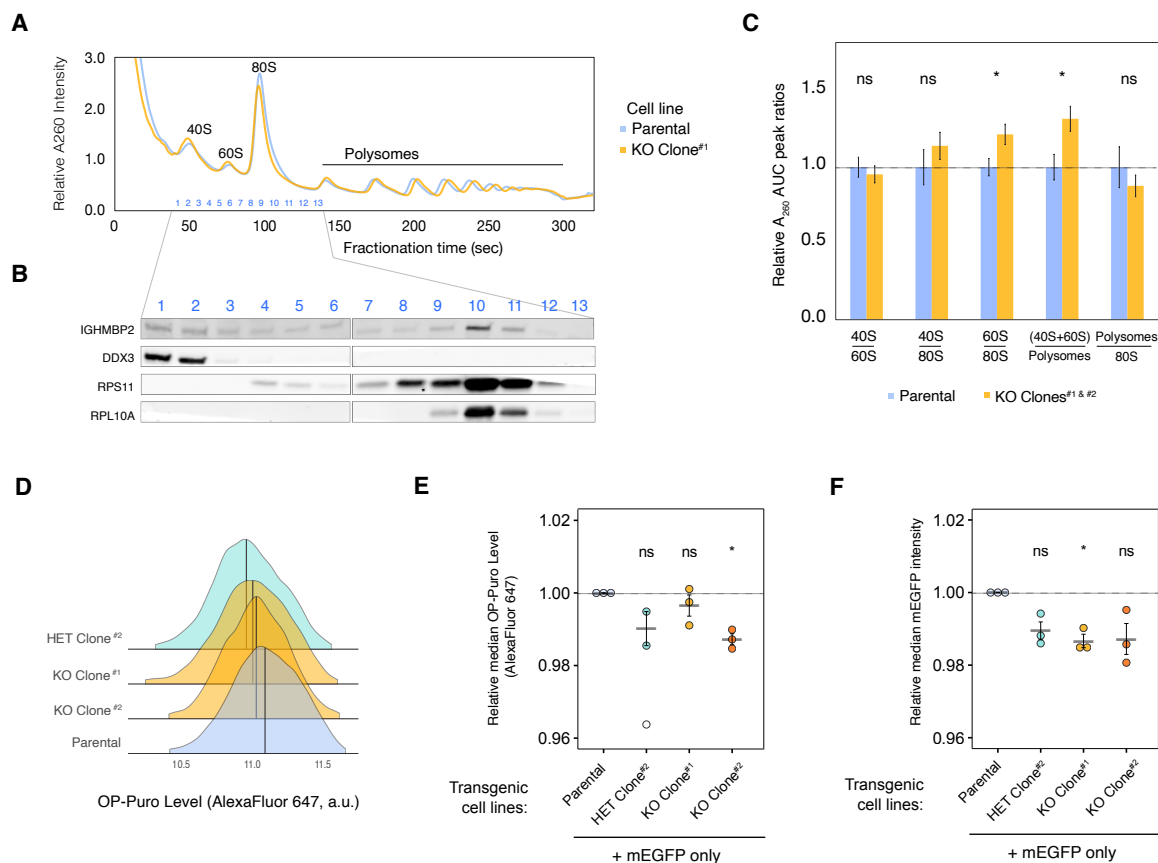 A
Relative A260 Intensity
3.0
2.0
1.0
0.0
40S
60S
80S
Polysomes
1 2 3 4 5 6 7 8 9 10 11 12 13
0 50 100 150 200 250 300
Fractionation time (sec)
Cell line
Parental
KO Clone#1
B
1 2 3 4 5 6 7 8 9 10 11 12 13
IGHMBP2
DDX3
RPS11
RPL10A
C
Relative A260 AUC peak ratios
1.5
1.0
0.5
0.0
ns ns * * ns
40S 40S 60S (40S+60S) Polysomes
60S 80S 80S Polysomes 80S
Parental KO Clones#1 & #2
D
HET Clone#2
KO Clone#1
KO Clone#2
Parental
10.5 11.0 11.5
OP-Puro Level (AlexaFluor 647, a.u.)
E
Relative median OP-Puro Level
(AlexaFluor 647)
1.02
1.00
0.98
0.96
ns ns *
Transgenic
cell lines:
Parental
HET Clone#2
KO Clone#1
KO Clone#2
+ mEGFP only
F
Relative median mEGFP intensity
1.02
1.00
0.98
0.96
ns * ns
Transgenic
cell lines:
Parental
HET Clone#2
KO Clone#1
KO Clone#2
+ mEGFP only